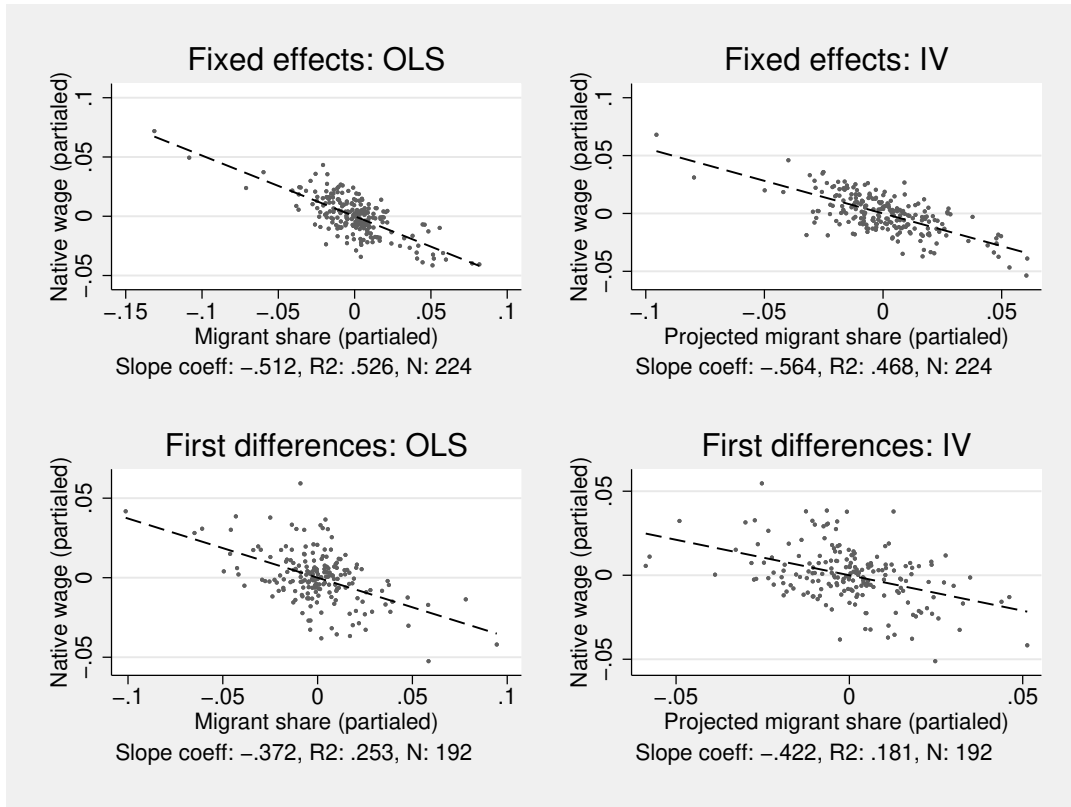 Fixed effects: OLS
Native wage (partialed)
.1
.05
0
−.05
−.15
−.1
−.05
0
.05
.1
Migrant share (partialed)
Slope coeff: −.512, R2: .526, N: 224
Fixed effects: IV
Native wage (partialed)
.1
.05
0
−.05
−.1
−.05
0
.05
Projected migrant share (partialed)
Slope coeff: −.564, R2: .468, N: 224
First differences: OLS
Native wage (partialed)
.05
0
−.05
−.1
−.05
0
.05
.1
Migrant share (partialed)
Slope coeff: −.372, R2: .253, N: 192
First differences: IV
Native wage (partialed)
.05
0
−.05
−.05
0
.05
Projected migrant share (partialed)
Slope coeff: −.422, R2: .181, N: 192